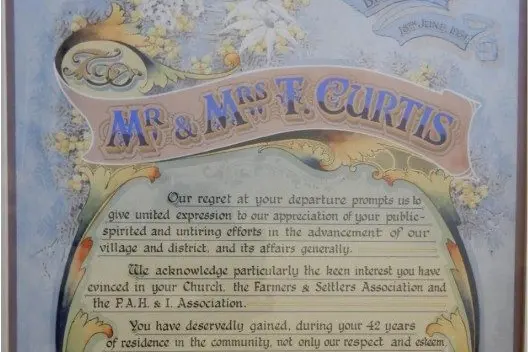 18TH JUNE, 1924
To
MR & MRS F. CURTIS
Our regret at your departure prompts us to
give united expression to our appreciation of your public-
spirited and untiring efforts in the advancement of our
village and district, and its affairs generally.
We acknowledge particularly the keen interest you have
evinced in your Church, the Farmers & Settlers Association and
the P.A.H. & I. Association.
You have deservedly gained, during your 42 years
of residence in the community, not only our respect and esteem